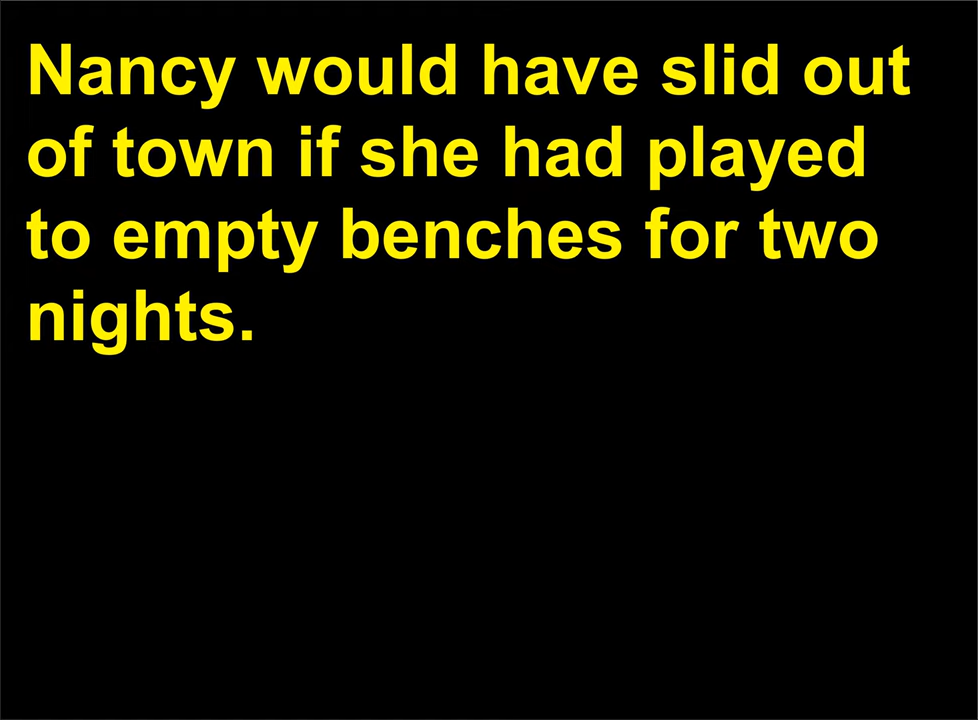 Nancy would have slid out
of town if she had played
to empty benches for two
nights.